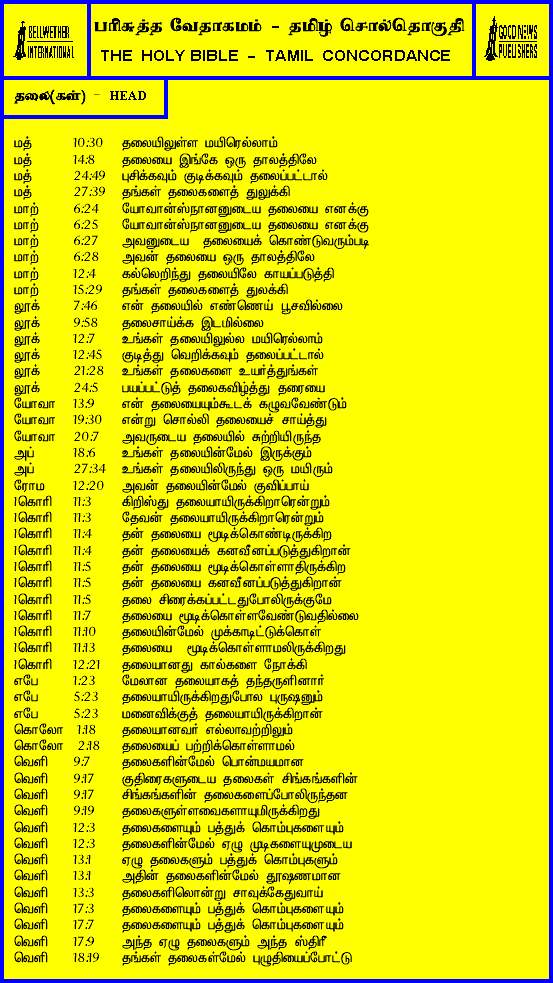 BELLWETHER INTERNATIONAL
பரிசுத்த வேதாகமம் - தமிழ் சொல்தொகுதி
THE HOLY BIBLE - TAMIL CONCORDANCE
GOOD NEWS PUBLISHERS
தலை(கள்) - HEAD
மத் 10:30 தலையிலுள்ள மயிரெல்லாம்
மத் 14:8 தலையை இங்கே ஒரு தாலத்திலே
மத் 24:49 புசிக்கவும் குடிக்கவும் தலைப்பட்டால்
மத் 27:39 தங்கள் தலைகளைத் துலுக்கி
மாற் 6:24 யோவான்ஸ்நானனுடைய தலையை எனக்கு
மாற் 6:25 யோவான்ஸ்நானனுடைய தலையை எனக்கு
மாற் 6:27 அவனுடைய தலையைக் கொண்டுவரும்படி
மாற் 6:28 அவன் தலையை ஒரு தாலத்திலே
மாற் 12:4 கல்லெறிந்து தலையிலே காயப்படுத்தி
மாற் 15:29 தங்கள் தலைகளைத் துலக்கி
லூக் 7:46 என் தலையில் எண்ணெய் பூசவில்லை
லூக் 9:58 தலைசாய்க்க இடமில்லை
லூக் 12:7 உங்கள் தலையிலுல்ல மயிரெல்லாம்
லூக் 12:45 குடித்து வெறிக்கவும் தலைப்பட்டால்
லூக் 21:28 உங்கள் தலைகளை உயர்த்துங்கள்
லூக் 24:5 பயப்பட்டுத் தலைகவிழ்த்து தரையை
யோவா 13:9 என் தலையையும்கூடக் கழுவவேண்டும்
யோவா 19:30 என்று சொல்லி தலையைச் சாய்த்து
யோவா 20:7 அவருடைய தலையில் சுற்றியிருந்த
அப் 18:6 உங்கள் தலையின்மேல் இருக்கும்
அப் 27:34 உங்கள் தலையிலிருந்து ஒரு மயிரும்
ரோம 12:20 அவன் தலையின்மேல் குவிப்பாய்
1கொரி 11:3 கிறிஸ்து தலையாயிருக்கிறாரென்றும்
1கொரி 11:3 தேவன் தலையாயிருக்கிறாரென்றும்
1கொரி 11:4 தன் தலையை மூடிக்கொண்டிருக்கிற
1கொரி 11:4 தன் தலையைக் கனவீனப்படுத்துகிறான்
1கொரி 11:5 தன் தலையை மூடிக்கொள்ளாதிருக்கிற
1கொரி 11:5 தன் தலையை கனவீனப்படுத்துகிறான்
1கொரி 11:5 தலை சிரைக்கப்பட்டதுபோலிருக்குமே
1கொரி 11:7 தலையை மூடிக்கொள்ளவேண்டுவதில்லை
1கொரி 11:10 தலையின்மேல் முக்காடிட்டுக்கொள்
1கொரி 11:13 தலையை மூடிக்கொள்ளாமலிருக்கிறது
1கொரி 12:21 தலையானது கால்களை நோக்கி
எபே 1:23 மேலான தலையாகத் தந்தருளினார்
எபே 5:23 தலையாயிருக்கிறதுபோல புருஷனும்
எபே 5:23 மனைவிக்குத் தலையாயிருக்கிறான்
கொலோ 1:18 தலையானவர் எல்லாவற்றிலும்
கொலோ 2:18 தலையைப் பற்றிக்கொள்ளாமல்
வெளி 9:7 தலைகளின்மேல் பொன்மயமான
வெளி 9:17 குதிரைகளுடைய தலைகள் சிங்கங்களின்
வெளி 9:17 சிங்கங்களின் தலைகளைப்போலிருந்தன
வெளி 9:19 தலைகளுள்ளவைகளாயுமிருக்கிறது
வெளி 12:3 தலைகளையும் பத்துக் கொம்புகளையும்
வெளி 12:3 தலைகளின்மேல் ஏழு முடிகளையுமுடைய
வெளி 13:1 ஏழு தலைகளும் பத்துக் கொம்புகளும்
வெளி 13:1 அதின் தலைகளின்மேல் தூஷணமான
வெளி 13:3 தலைகளிலொன்று சாவுக்கேதுவாய்
வெளி 17:3 தலைகளையும் பத்துக் கொம்புகளையும்
வெளி 17:7 தலைகளையும் பத்துக் கொம்புகளையும்
வெளி 17:9 அந்த ஏழு தலைகளும் அந்த ஸ்திரீ
வெளி 18:19 தங்கள் தலைகள்மேல் புழுதியைப்போட்டு